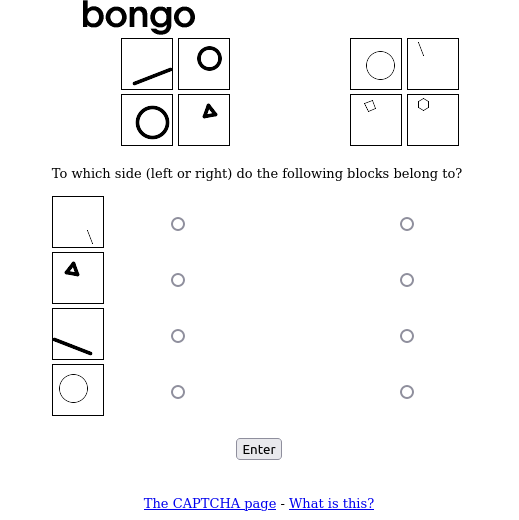 bongo
To which side (left or right) do the following blocks belong to?
Enter
The CAPTCHA page - What is this?